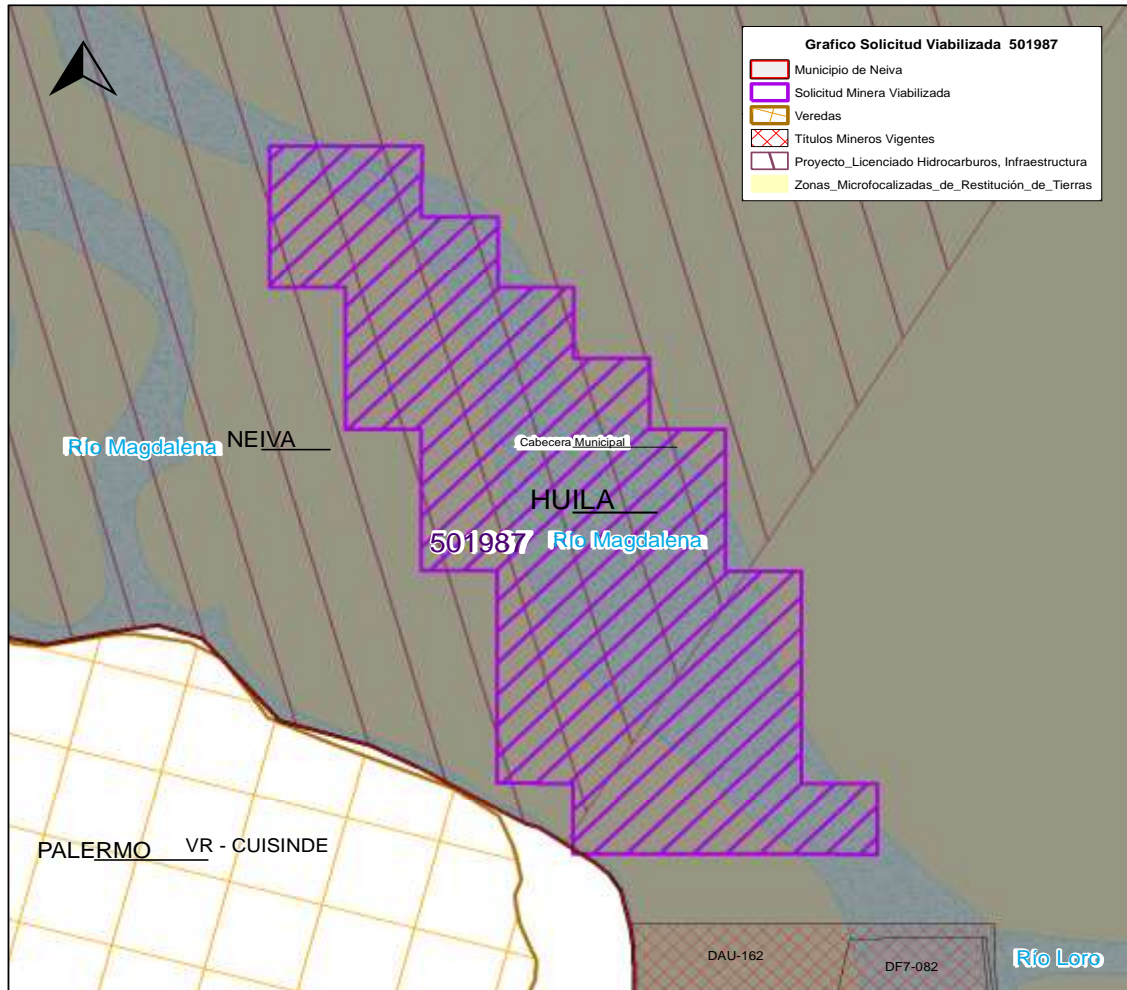 Grafico Solicitud Viabilizada 501987
Municipio de Neiva
Solicitud Minera Viabilizada
Veredas
Títulos Mineros Vigentes
Proyecto_Licenciado Hidrocarburos, Infraestructura
Zonas_Microfocalizadas_de_Restitución_de_Tierras
Río Magdalena
NEIVA
Cabecera Municipal
HUILA
501987
Río Magdalena
PALERMO
VR - CUISINDE
DAU-162
DF7-082
Río Loro